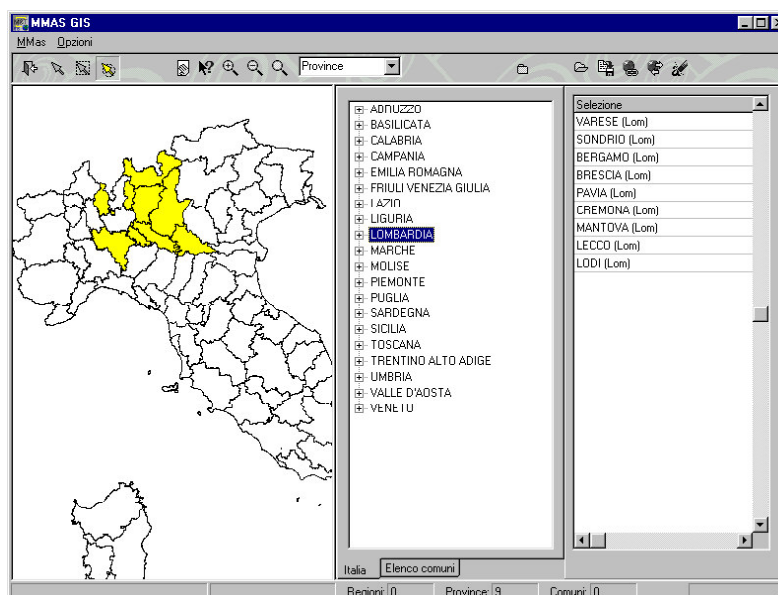 MMAS GIS
MMas Opzioni
Province
ABRUZZO
BASILICATA
CALABRIA
CAMPANIA
EMILIA ROMAGNA
FRIULI VENEZIA GIULIA
LAZIO
LIGURIA
LOMBARDIA
MARCHE
MOLISE
PIEMONTE
PUGLIA
SARDEGNA
SICILIA
TOSCANA
TRENTINO ALTO ADIGE
UMBRIA
VALLE D'AOSTA
VENETO
Selezione
VARESE (Lom)
SONDRIO (Lom)
BERGAMO (Lom)
BRESCIA (Lom)
PAVIA (Lom)
CREMONA (Lom)
MANTOVA (Lom)
LECCO (Lom)
LODI (Lom)
Italia Elenco comuni
Regioni: 0 Province: 9 Comuni: 0